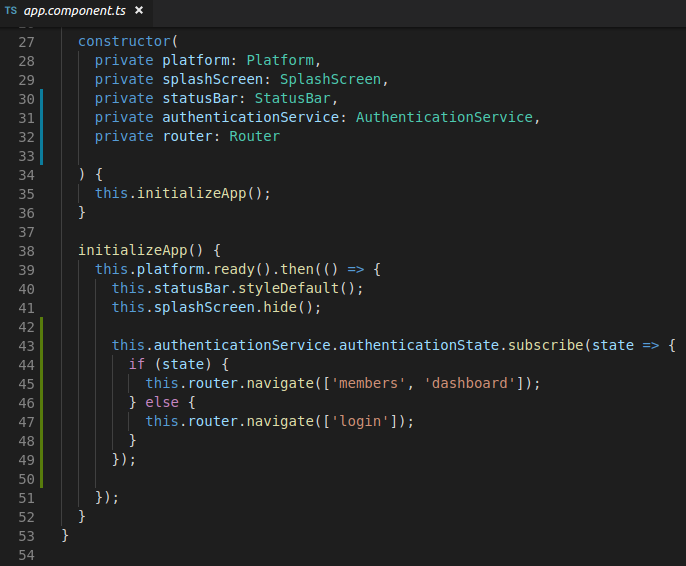 TS app.component.ts ×
27 constructor(
28 private platform: Platform,
29 private splashScreen: SplashScreen,
30 private statusBar: StatusBar,
31 private authenticationService: AuthenticationService,
32 private router: Router
33
34 ) {
35 this.initializeApp();
36 }
37
38 initializeApp() {
39 this.platform.ready().then(() => {
40 this.statusBar.styleDefault();
41 this.splashScreen.hide();
42
43 this.authenticationService.authenticationState.subscribe(state => {
44 if (state) {
45 this.router.navigate(['members', 'dashboard']);
46 } else {
47 this.router.navigate(['login']);
48 }
49 });
50
51 });
52 }
53 }
54